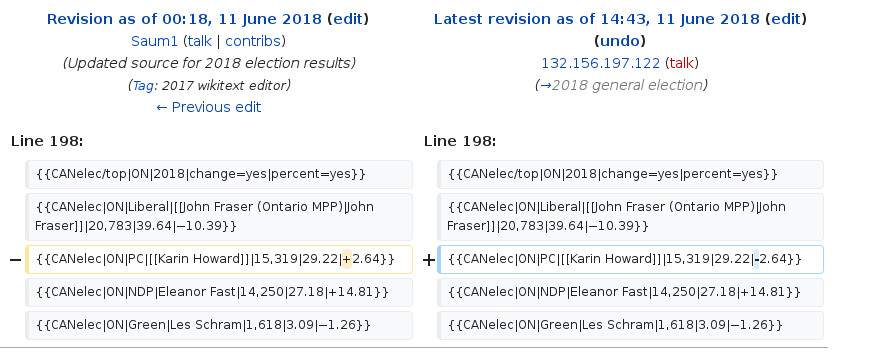 Revision as of 00:18, 11 June 2018 (edit)
Saum1 (talk | contribs)
(Updated source for 2018 election results)
(Tag: 2017 wikitext editor)
← Previous edit
Latest revision as of 14:43, 11 June 2018 (edit)
(undo)
132.156.197.122 (talk)
(→2018 general election)
Line 198:
Line 198:
{{CANelec/top|ON|2018|change=yes|percent=yes}}
{{CANelec/top|ON|2018|change=yes|percent=yes}}
{{CANelec|ON|Liberal|[[John Fraser (Ontario MPP)|John
Fraser]]|20,783|39.64|−10.39}}
{{CANelec|ON|Liberal|[[John Fraser (Ontario MPP)|John
Fraser]]|20,783|39.64|−10.39}}
− {{CANelec|ON|PC|[[Karin Howard]]|15,319|29.22|+2.64}}
+ {{CANelec|ON|PC|[[Karin Howard]]|15,319|29.22|-2.64}}
{{CANelec|ON|NDP|Eleanor Fast|14,250|27.18|+14.81}}
{{CANelec|ON|NDP|Eleanor Fast|14,250|27.18|+14.81}}
{{CANelec|ON|Green|Les Schram|1,618|3.09|−1.26}}
{{CANelec|ON|Green|Les Schram|1,618|3.09|−1.26}}